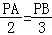 PA/2 = PB/3